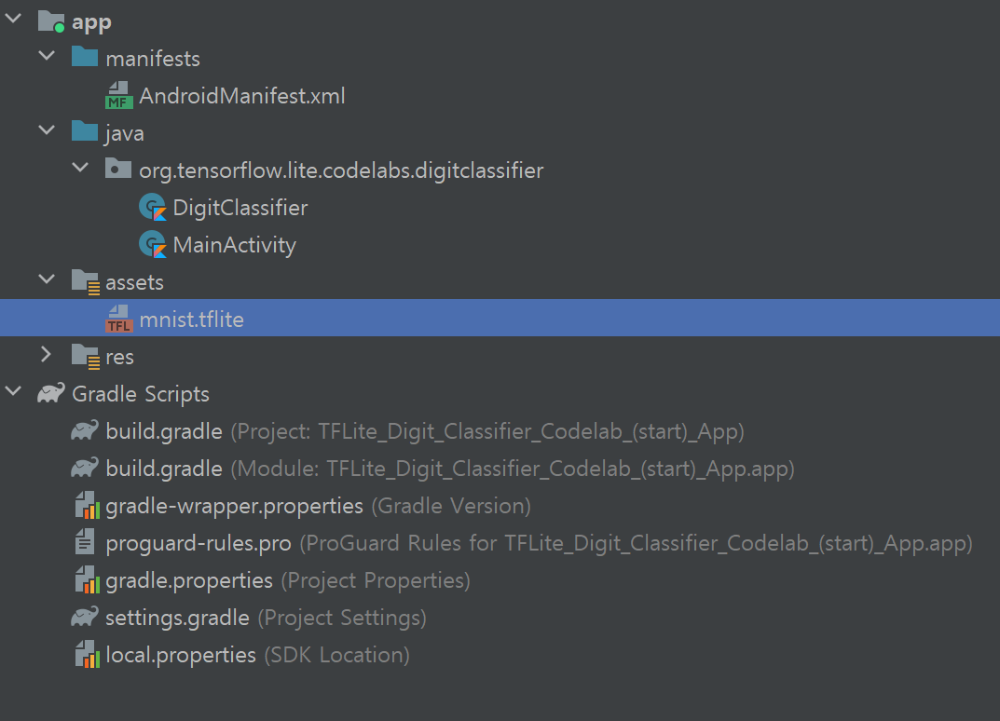 app
manifests
MF AndroidManifest.xml
java
org.tensorflow.lite.codelabs.digitclassifier
DigitClassifier
MainActivity
assets
TFL mnist.tflite
res
Gradle Scripts
build.gradle (Project: TFLite_Digit_Classifier_Codelab_(start)_App)
build.gradle (Module: TFLite_Digit_Classifier_Codelab_(start)_App.app)
gradle-wrapper.properties (Gradle Version)
proguard-rules.pro (ProGuard Rules for TFLite_Digit_Classifier_Codelab_(start)_App.app)
gradle.properties (Project Properties)
settings.gradle (Project Settings)
local.properties (SDK Location)